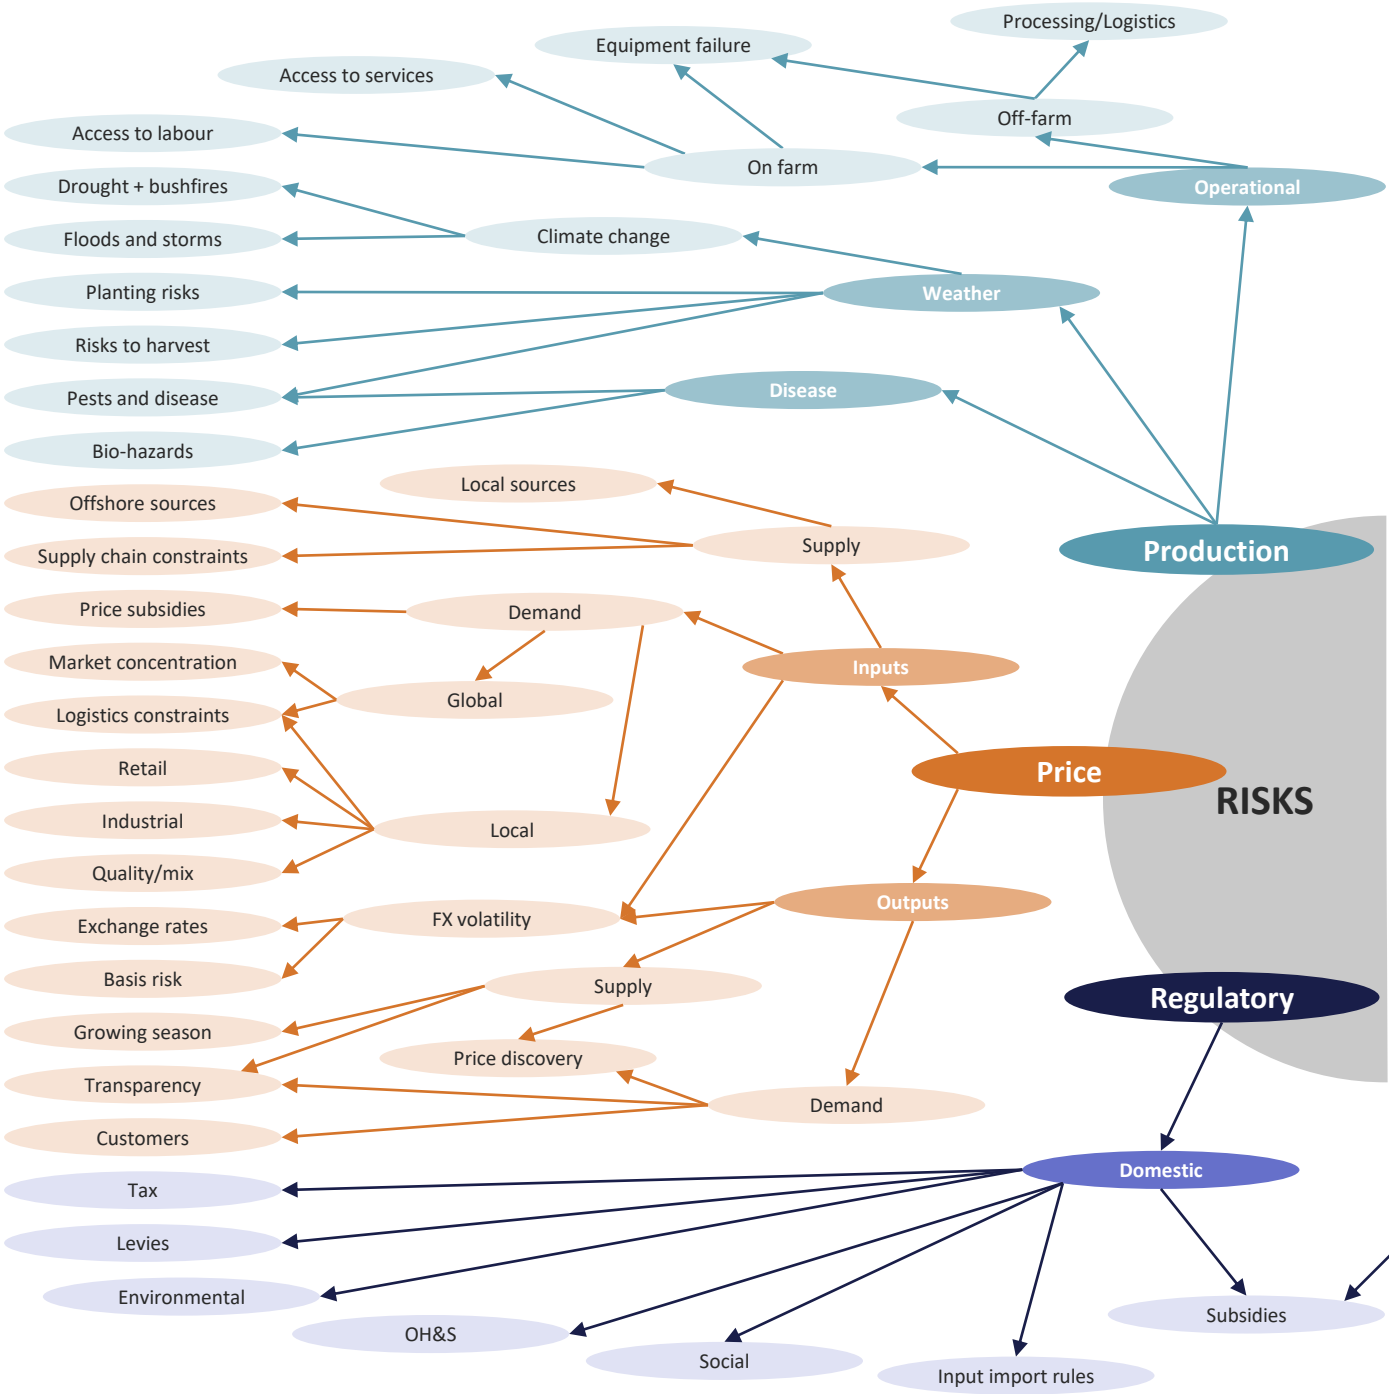 Processing/Logistics
Equipment failure
Access to services
Off-farm
Access to labour
On farm
Drought + bushfires
Operational
Floods and storms
Climate change
Planting risks
Weather
Risks to harvest
Pests and disease
Disease
Bio-hazards
Local sources
Offshore sources
Supply
Production
Supply chain constraints
Price subsidies
Demand
Market concentration
Inputs
Global
Logistics constraints
Retail
Price
RISKS
Industrial
Local
Quality/mix
Outputs
FX volatility
Exchange rates
Basis risk
Supply
Regulatory
Growing season
Price discovery
Transparency
Demand
Customers
Domestic
Tax
Levies
Environmental
Subsidies
OH&S
Social
Input import rules